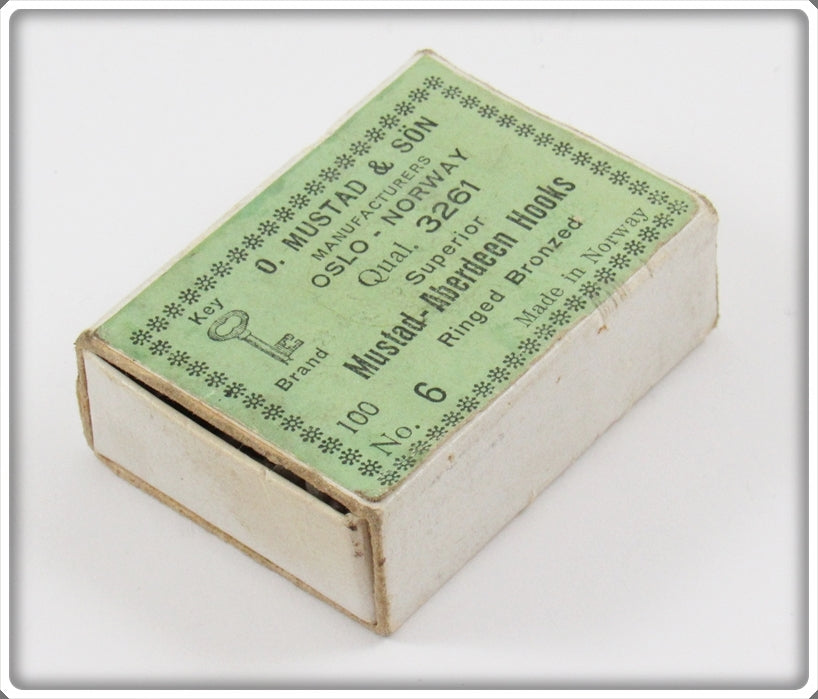 O. MUSTAD & SÖN
MANUFACTURERS
OSLO - NORWAY
Key
Brand
Qual. 3261
Superior
Mustad-Aberdeen Hooks
Ringed Bronzed
100
No. 6
Made in Norway